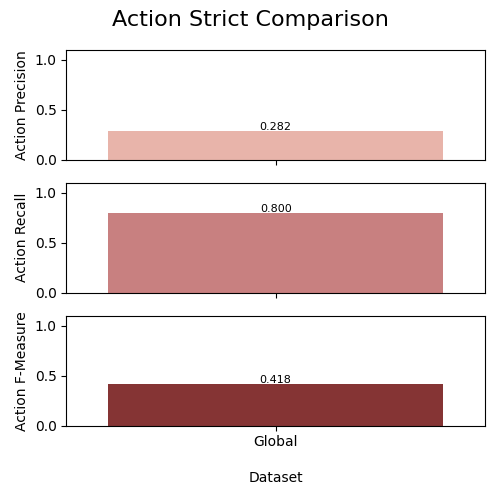 Action Strict Comparison
Action Precision
1.0
0.5
0.0
0.282
Action Recall
1.0
0.5
0.0
0.800
Action F-Measure
1.0
0.5
0.0
0.418
Global
Dataset